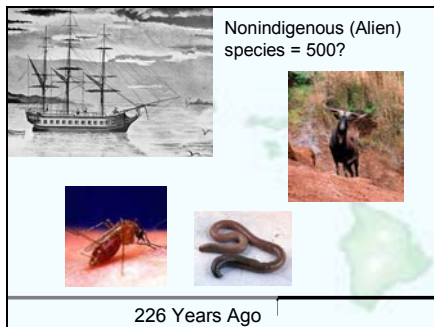 Nonindigenous (Alien)
species = 500?
226 Years Ago